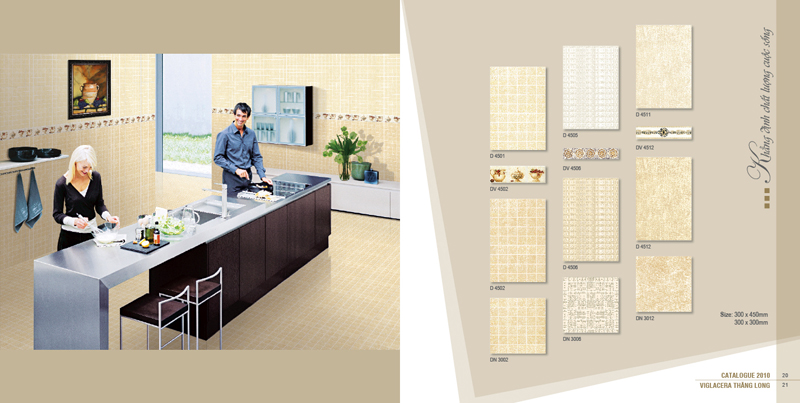 D 4501
DV 4502
D 4502
DN 3002
D 4505
DV 4506
D 4506
DN 3006
D 4511
DV 4512
D 4512
DN 3012
Khẳng định chất lượng cuộc sống
Size: 300 x 450mm
300 x 300mm
CATALOGUE 2010 20
VIGLACERA THĂNG LONG 21